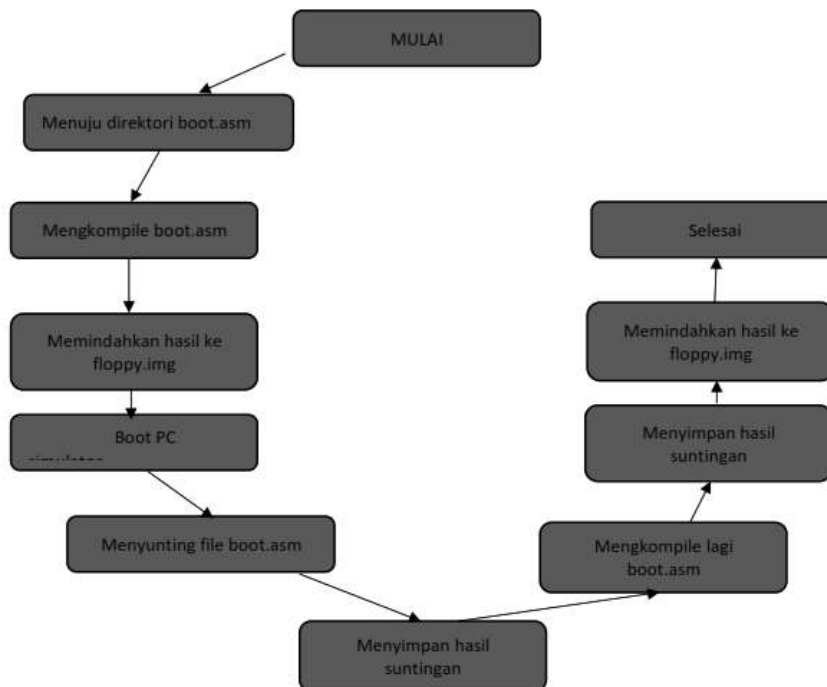 MULAI
Menuju direktori boot.asm
Mengkompile boot.asm
Memindahkan hasil ke
floppy.img
Boot PC
Menyunting file boot.asm
Menyimpan hasil
suntingan
Mengkompile lagi
boot.asm
Menyimpan hasil
suntingan
Memindahkan hasil ke
floppy.img
Selesai